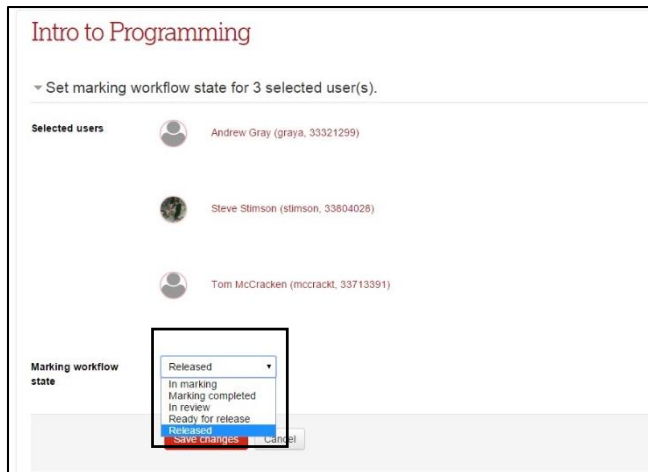 Intro to Programming
Set marking workflow state for 3 selected user(s).
Selected users
Andrew Gray (graya, 33321299)
Steve Stimson (stimson, 33804028)
Tom McCracken (mccrackt, 33713391)
Marking workflow state
Released
In marking
Marking completed
In review
Ready for release
Released
Save changes Cancel